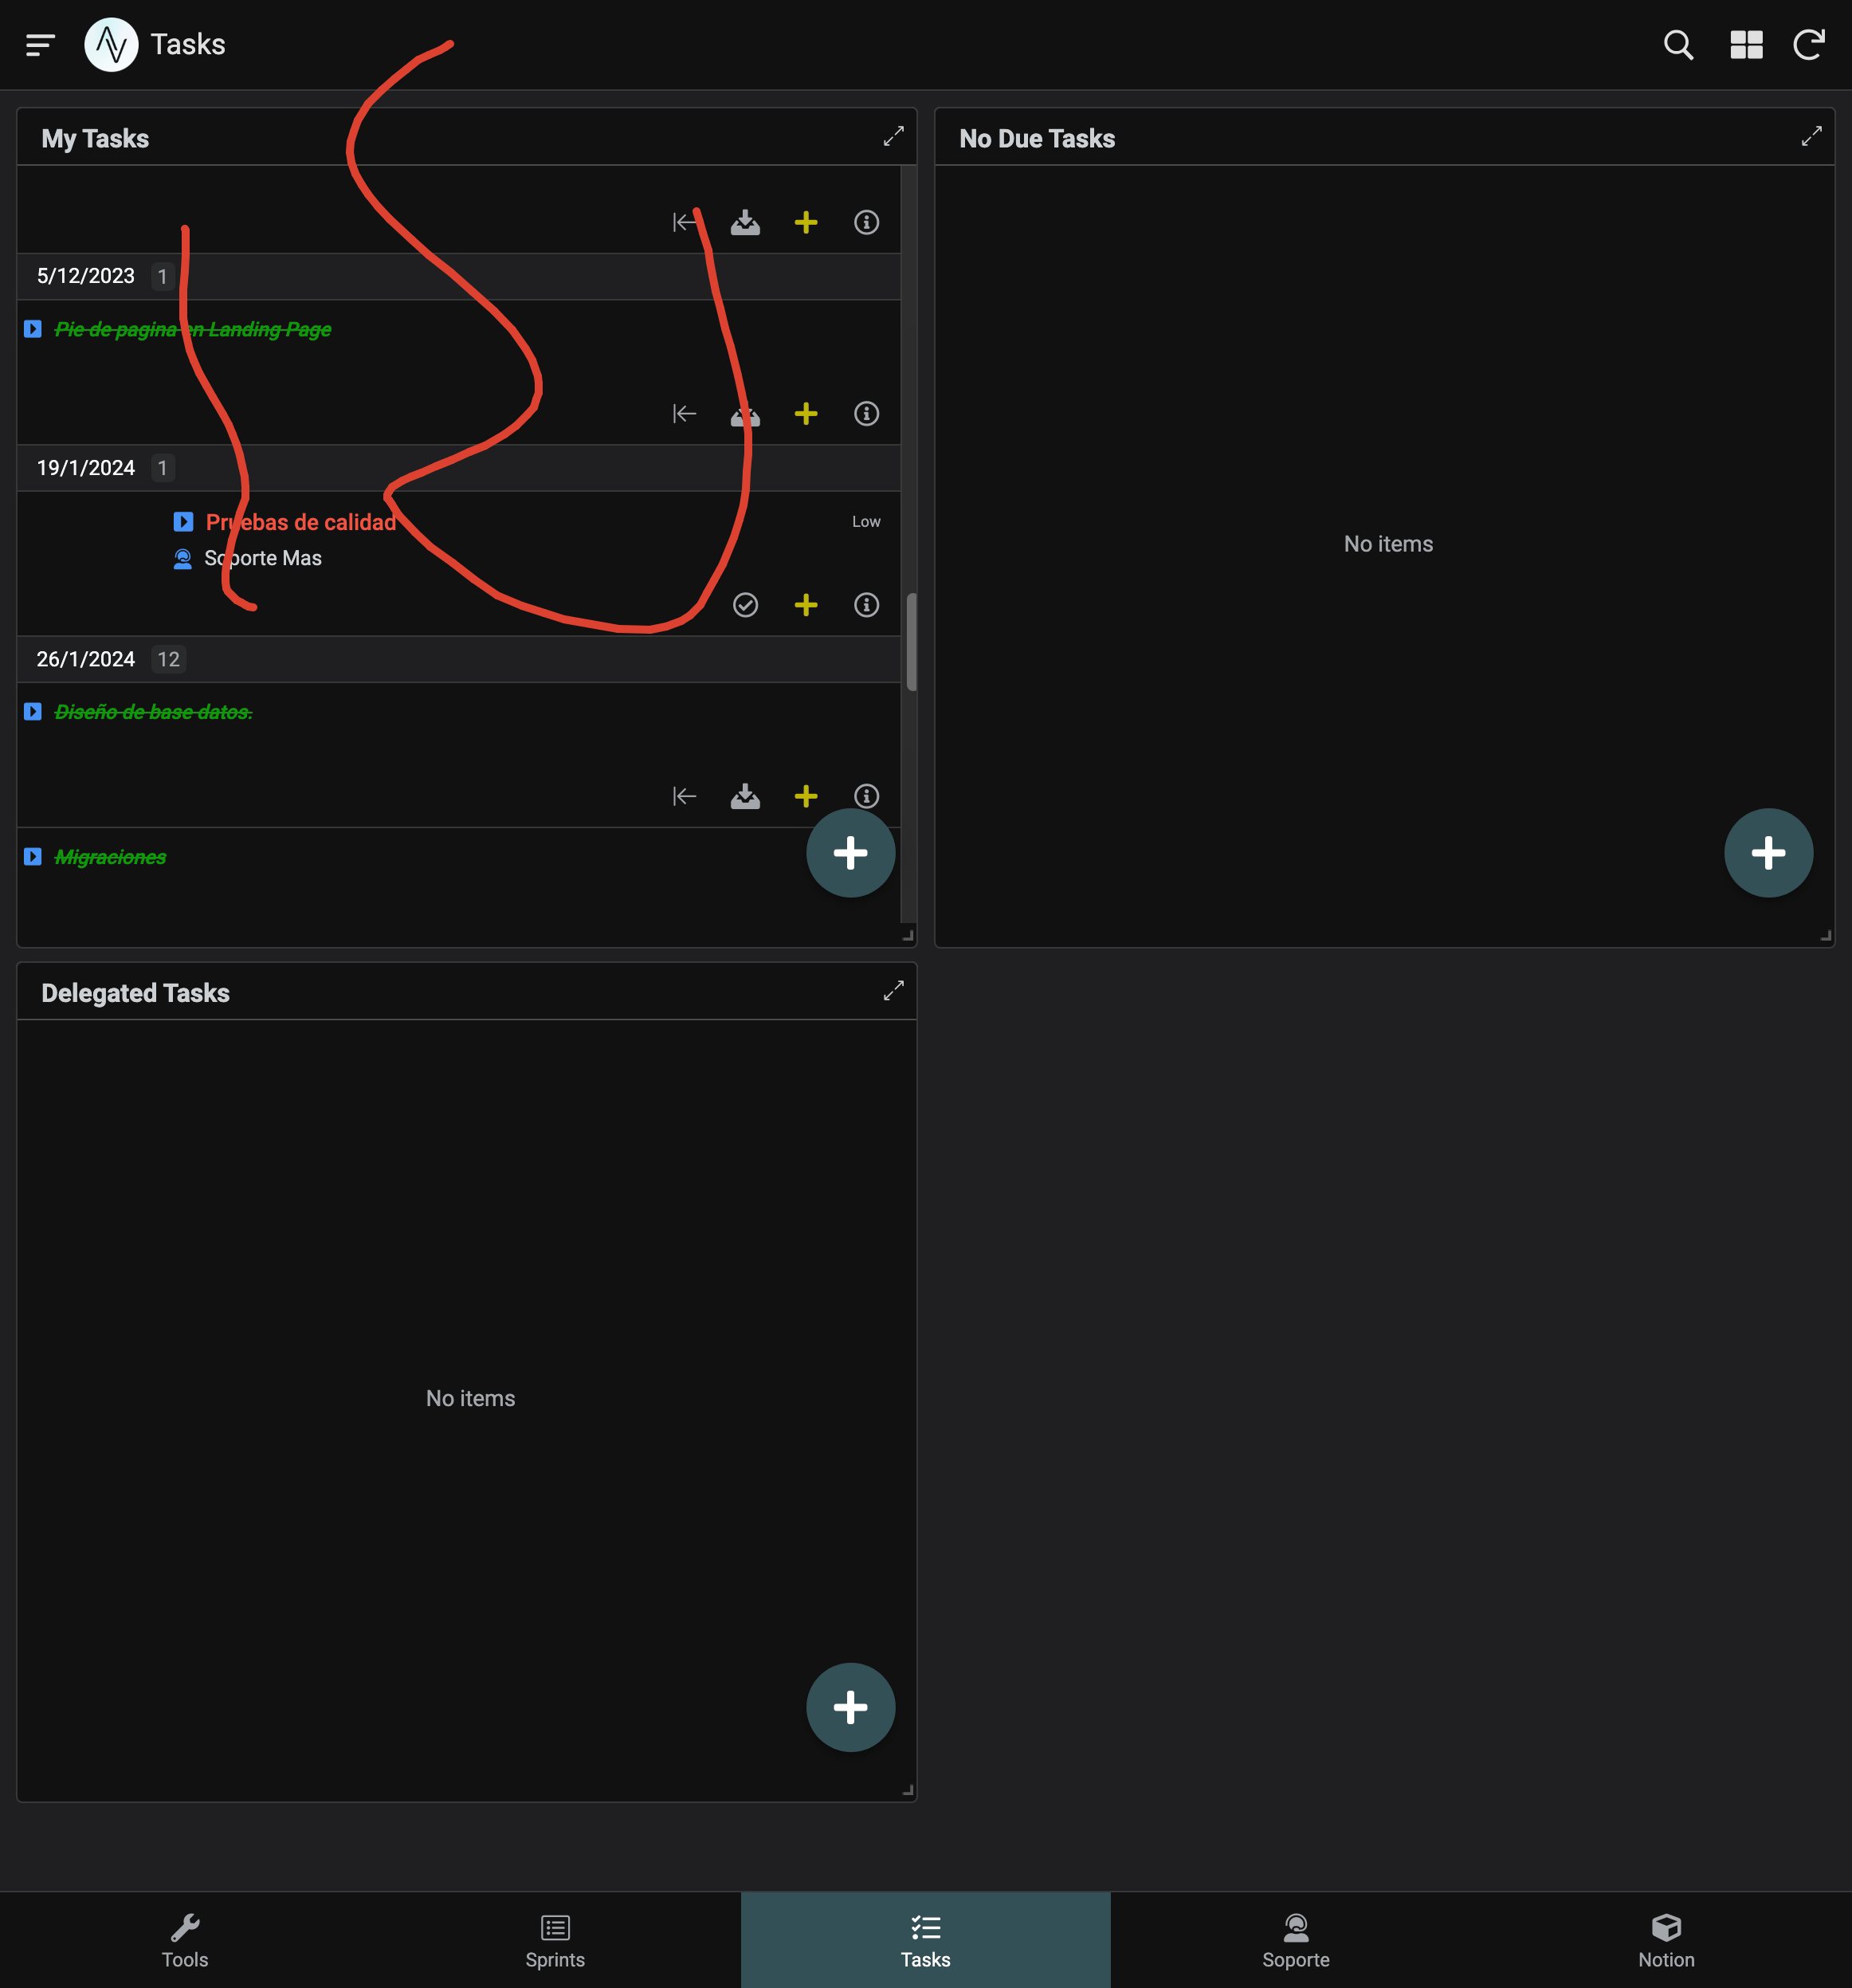 Tasks
My Tasks
5/12/2023 1
Pie de pagina en Landing Page
19/1/2024 1
Pruebas de calidad Low
Soporte Mas
26/1/2024 12
Diseño de base datos.
Migraciones
No Due Tasks
No items
Delegated Tasks
No items
Tools Sprints Tasks Soporte Notion